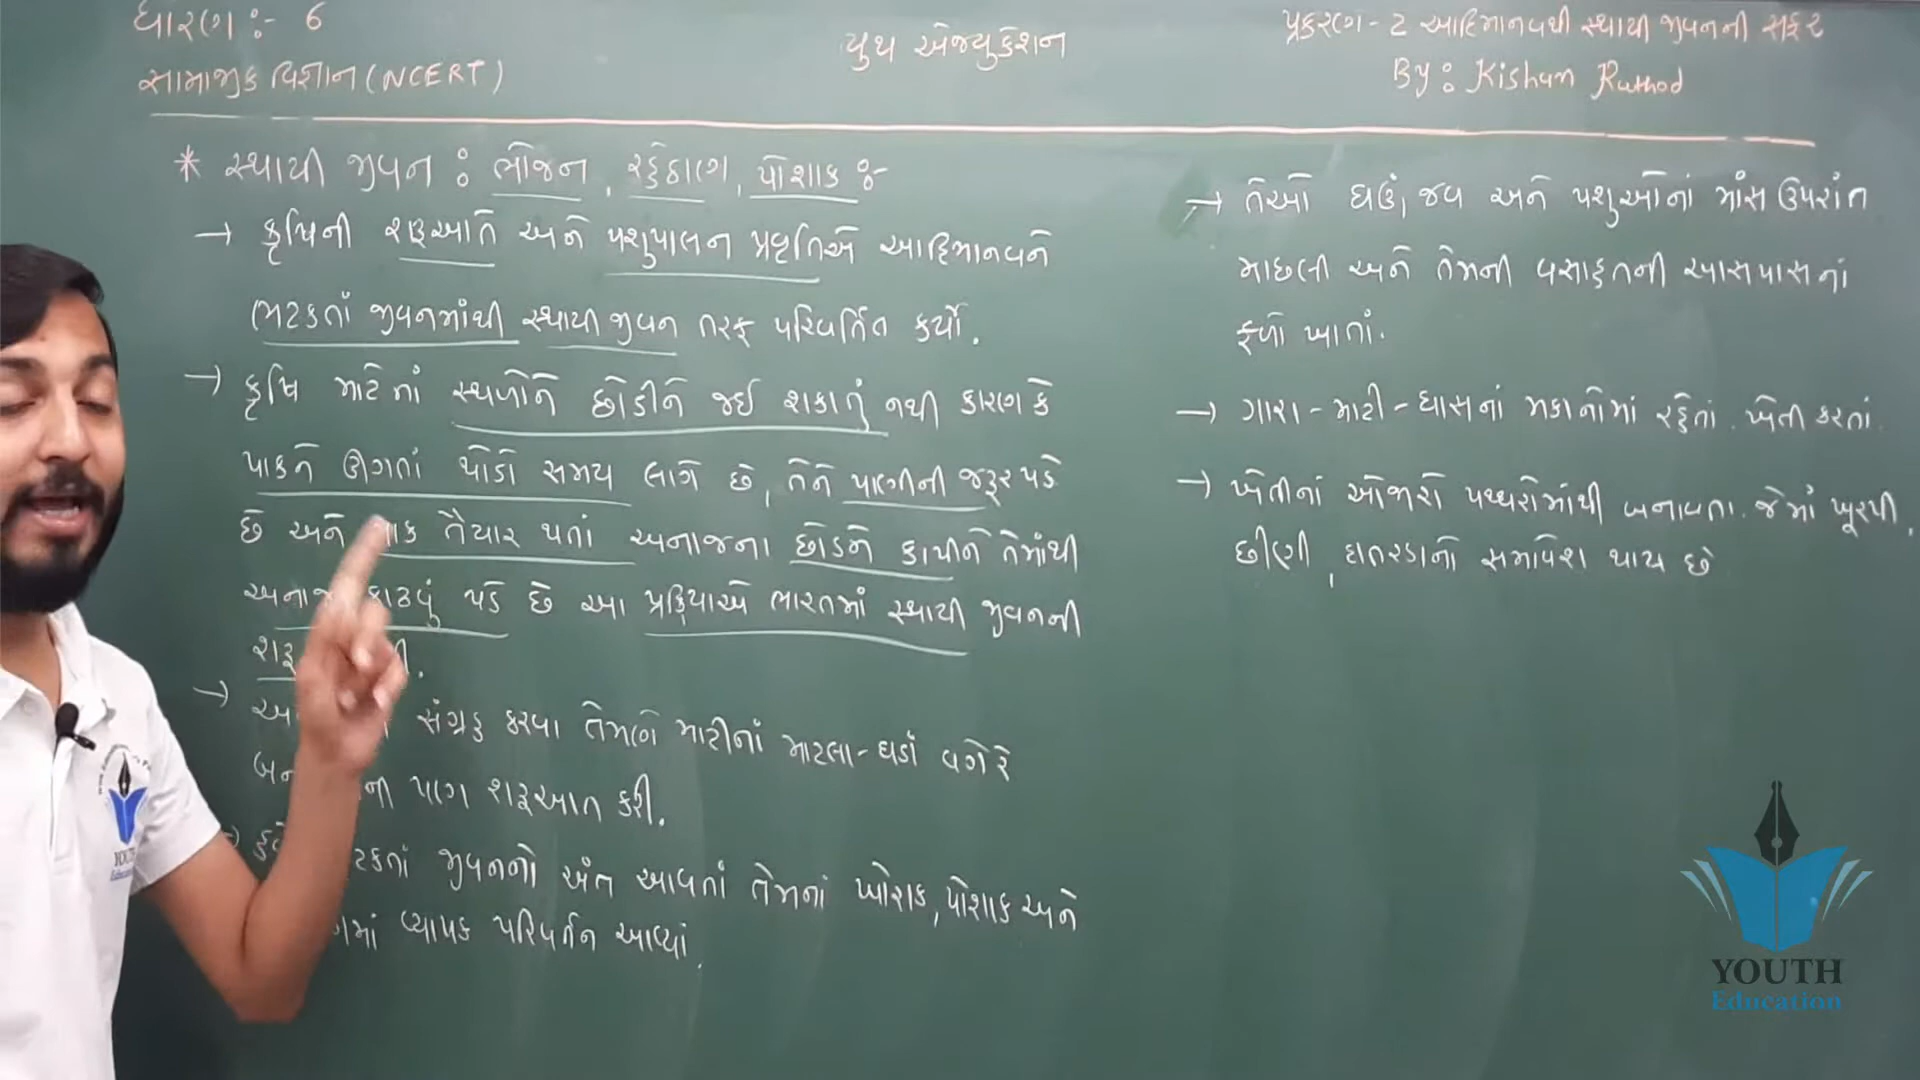 ધોરણ :- 6
સામાજીક વિજ્ઞાન (NCERT)
યુથ એજ્યુકેશન
પ્રકરણ - 2 આદિમાનવથી સ્થાયી જીવનની સફર
By : Kishan Rathod
* સ્થાયી જીવન : ભોજન, રહેઠાણ, પોશાક :-
→ કૃષિની શરૂઆત અને પશુપાલન પ્રવૃતિએ આદિમાનવને
ભટકતાં જીવનમાંથી સ્થાયી જીવન તરફ પરિવર્તિત કર્યો.
→ કૃષિ માટેનાં સ્થળોને છોડીને જઈ શકાતું નથી કારણ કે
પાકને ઊગતાં થોડો સમય લાગે છે, તેને પાણીની જરૂર પડે
છે અને પાક તૈયાર થતાં અનાજના છોડને કાપીને તેમાંથી
અનાજ કાઢવું પડે છે આ પ્રક્રિયાએ ભારતમાં સ્થાયી જીવનની
શરૂ
→ સંગ્રહ કરવા તેમણે માટીનાં માટલા - ઘડાં વગેરે
પણ શરૂઆત કરી.
જીવનનો અંત આવતાં તેમનાં ખોરાક, પોશાક અને
વ્યાપક પરિવર્તન આવ્યાં.
→ તેઓ ઘઉં, જવ અને પશુઓનાં માંસ ઉપરાંત
માછલી અને તેમની વસાહતની આસપાસનાં
ફળો ખાતાં.
→ ગારા - માટી - ઘાસનાં મકાનોમાં રહેતાં. ખેતી કરતાં.
→ ખેતીનાં ઓજારો પથ્થરોમાંથી બનાવતા. જેમાં ખૂરપી,
છીણી, દાતરડાનો સમાવેશ થાય છે
YOUTH
Education